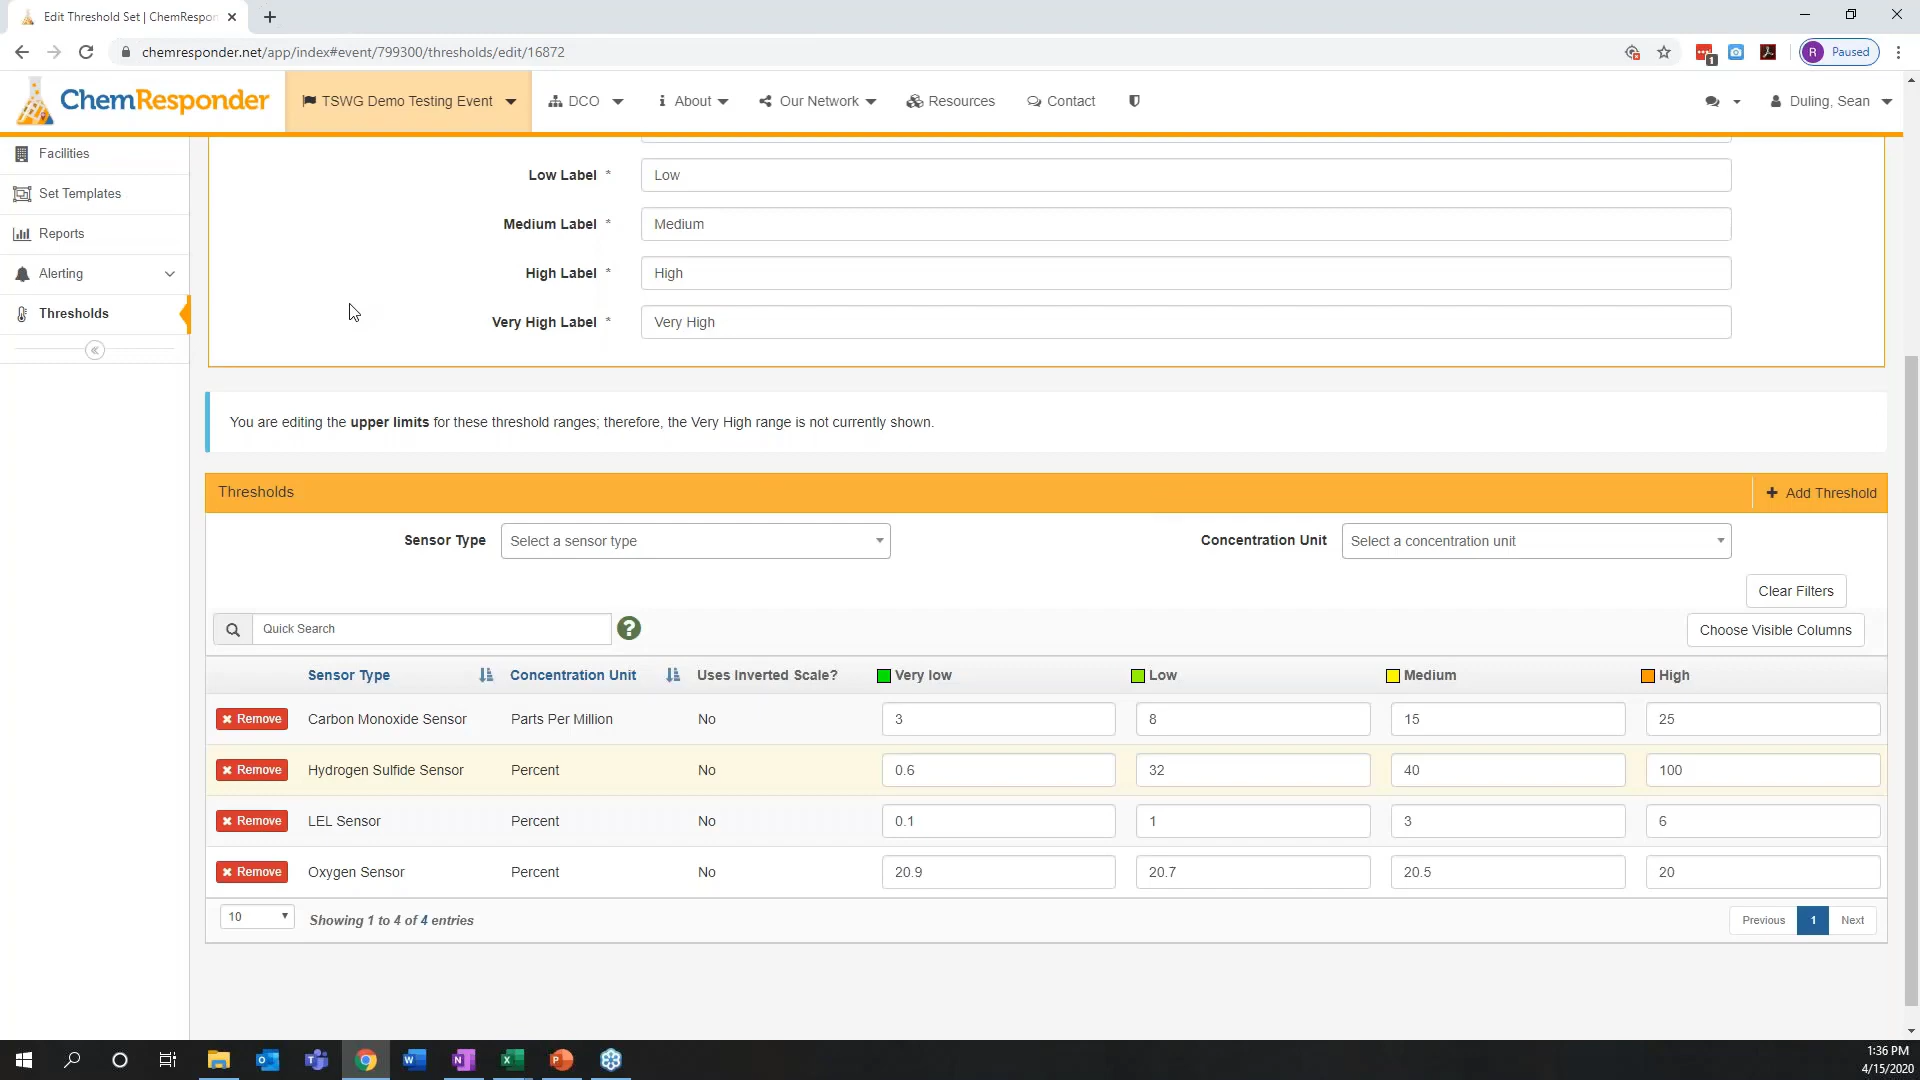 Edit Threshold Set | ChemRespon
chemresponder.net/app/index#event/799300/thresholds/edit/16872
1
R Paused
ChemResponder
TSWG Demo Testing Event
DCO
About
Our Network
Resources
Contact
Duling, Sean
Facilities
Set Templates
Reports
Alerting
Thresholds
Low Label * Low
Medium Label * Medium
High Label * High
Very High Label * Very High
You are editing the upper limits for these threshold ranges; therefore, the Very High range is not currently shown.
Thresholds
Add Threshold
Sensor Type Select a sensor type Concentration Unit Select a concentration unit
Clear Filters
Quick Search ? Choose Visible Columns
Sensor Type Concentration Unit Uses Inverted Scale? Very low Low Medium High
Remove Carbon Monoxide Sensor Parts Per Million No 3 8 15 25
Remove Hydrogen Sulfide Sensor Percent No 0.6 32 40 100
Remove LEL Sensor Percent No 0.1 1 3 6
Remove Oxygen Sensor Percent No 20.9 20.7 20.5 20
10 Showing 1 to 4 of 4 entries Previous 1 Next
1:36 PM
4/15/2020